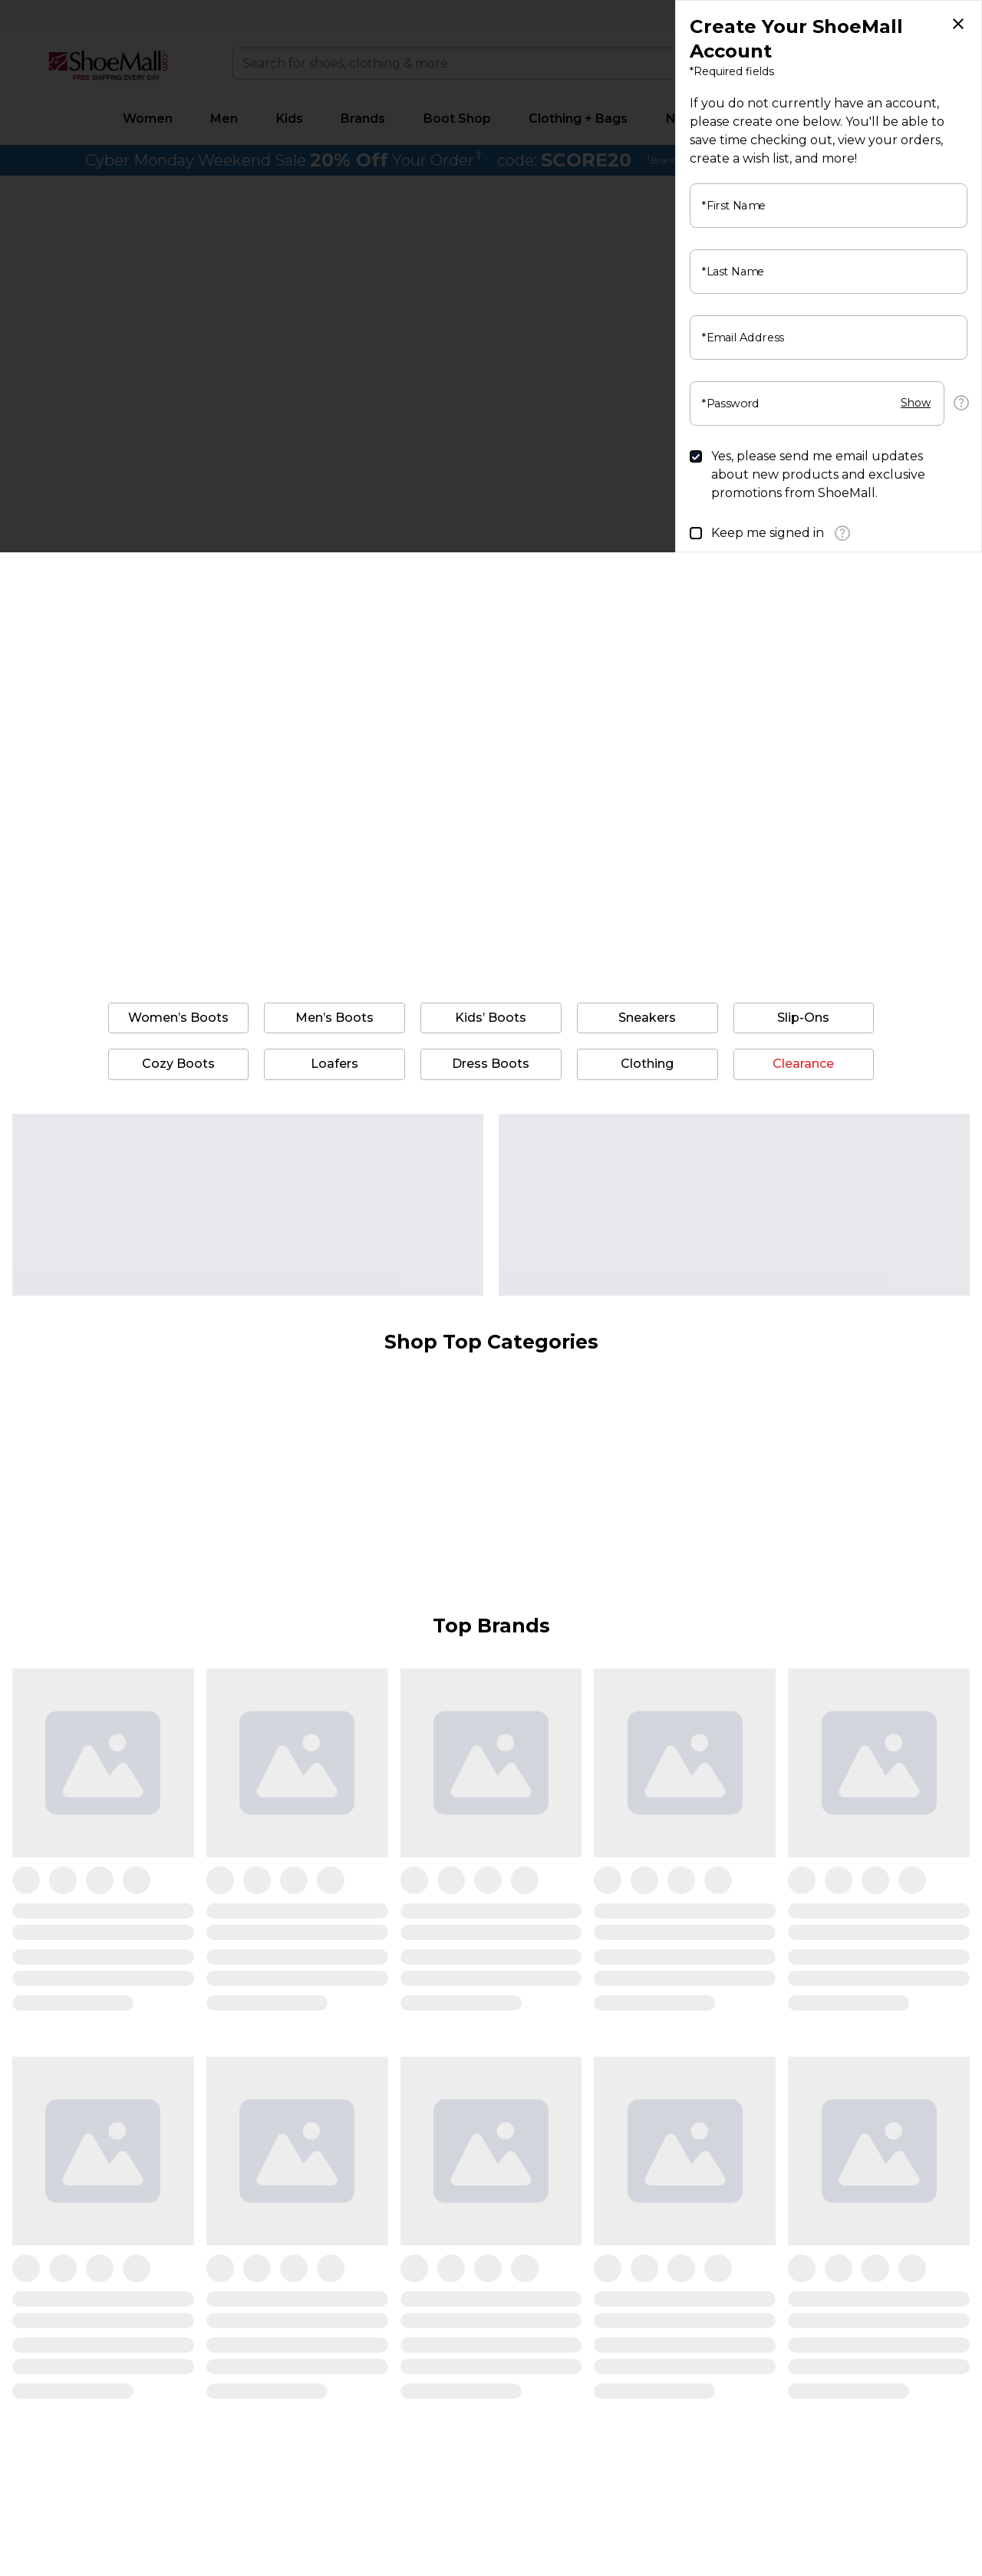 ShoeMall
.COM
FREE SHIPPING EVERY DAY
Search for shoes, clothing & more
Women Men Kids Brands Boot Shop Clothing + Bags
Cyber Monday Weekend Sale 20% Off Your Order† code: SCORE20
Create Your ShoeMall
Account
*Required fields
If you do not currently have an account,
please create one below. You'll be able to
save time checking out, view your orders,
create a wish list, and more!
*First Name
*Last Name
*Email Address
*Password Show ?
Yes, please send me email updates
about new products and exclusive
promotions from ShoeMall.
Keep me signed in ?
Women’s Boots Men’s Boots Kids’ Boots Sneakers Slip-Ons
Cozy Boots Loafers Dress Boots Clothing Clearance
Shop Top Categories
Top Brands